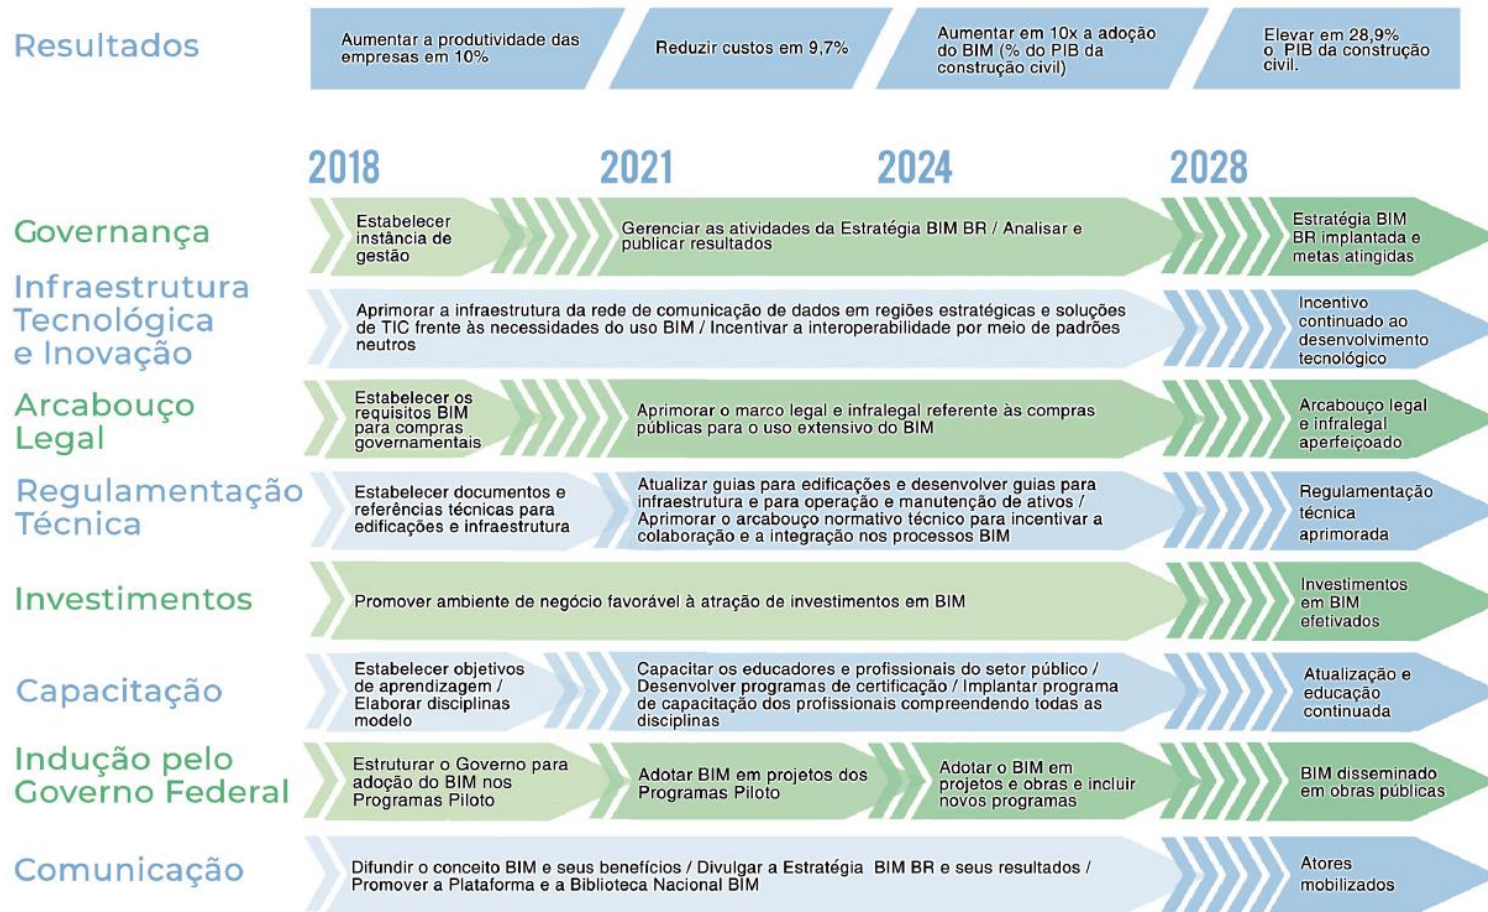 Resultados
Aumentar a produtividade das
empresas em 10%
Reduzir custos em 9,7%
Aumentar em 10x a adoção
do BIM (% do PIB da
construção civil)
Elevar em 28,9%
o PIB da construção
civil.
2018
2021
2024
2028
Governança
Estabelecer
instância de
gestão
Gerenciar as atividades da Estratégia BIM BR / Analisar e
publicar resultados
Estratégia BIM
BR implantada e
metas atingidas
Infraestrutura
Tecnológica
e Inovação
Aprimorar a infraestrutura da rede de comunicação de dados em regiões estratégicas e soluções
de TIC frente às necessidades do uso BIM / Incentivar a interoperabilidade por meio de padrões
neutros
Incentivo
continuado ao
desenvolvimento
tecnológico
Arcabouço
Legal
Estabelecer os
requisitos BIM
para compras
governamentais
Aprimorar o marco legal e infralegal referente às compras
públicas para o uso extensivo do BIM
Arcabouço legal
e infralegal
aperfeiçoado
Regulamentação
Técnica
Estabelecer documentos e
referências técnicas para
edificações e infraestrutura
Atualizar guias para edificações e desenvolver guias para
infraestrutura e para operação e manutenção de ativos /
Aprimorar o arcabouço normativo técnico para incentivar a
colaboração e a integração nos processos BIM
Regulamentação
técnica
aprimorada
Investimentos
Promover ambiente de negócio favorável à atração de investimentos em BIM
Investimentos
em BIM
efetivados
Capacitação
Estabelecer objetivos
de aprendizagem /
Elaborar disciplinas
modelo
Capacitar os educadores e profissionais do setor público /
Desenvolver programas de certificação / Implantar programa
de capacitação dos profissionais compreendendo todas as
disciplinas
Atualização e
educação
continuada
Indução pelo
Governo Federal
Estruturar o Governo para
adoção do BIM nos
Programas Piloto
Adotar BIM em projetos dos
Programas Piloto
Adotar o BIM em
projetos e obras e incluir
novos programas
BIM disseminado
em obras públicas
Comunicação
Difundir o conceito BIM e seus benefícios / Divulgar a Estratégia BIM BR e seus resultados /
Promover a Plataforma e a Biblioteca Nacional BIM
Atores
mobilizados